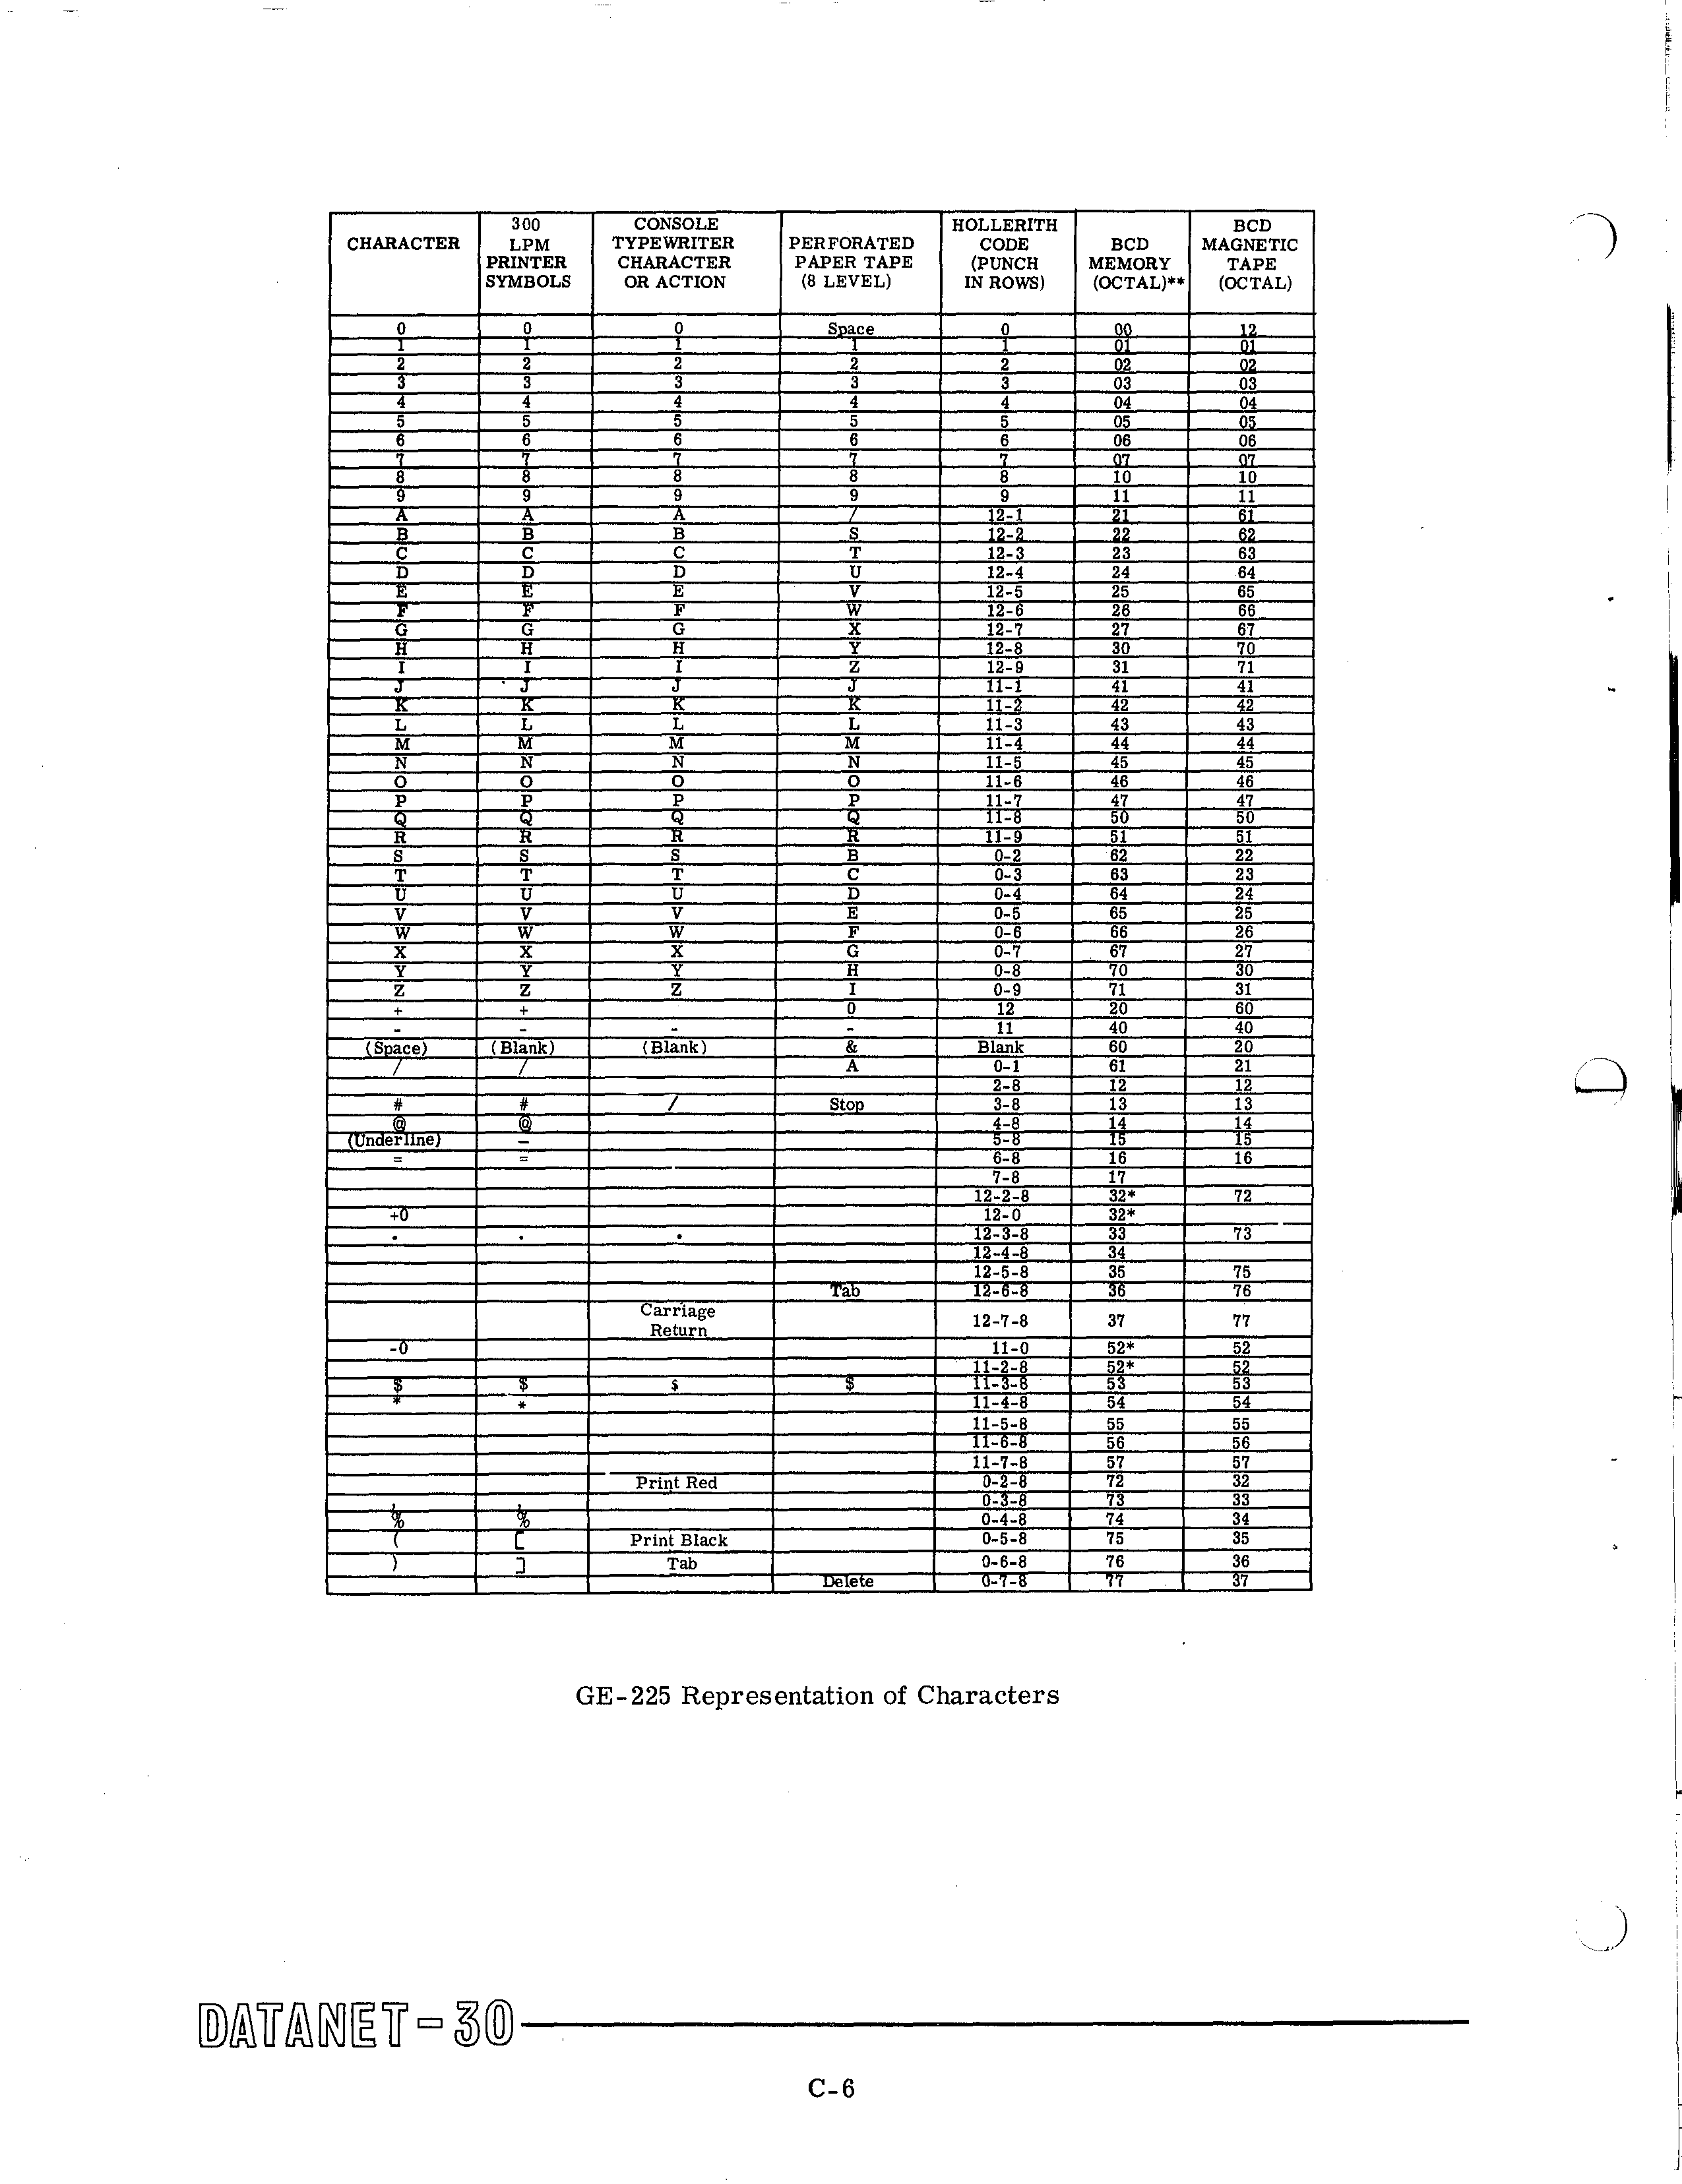 CHARACTER | 300 LPM PRINTER SYMBOLS | CONSOLE TYPEWRITER CHARACTER OR ACTION | PERFORATED PAPER TAPE (8 LEVEL) | HOLLERITH CODE (PUNCH IN ROWS) | BCD MEMORY (OCTAL)** | BCD MAGNETIC TAPE (OCTAL)
0 0 0 Space 0 00 12
1 1 1 1 1 01 01
2 2 2 2 2 02 02
3 3 3 3 3 03 03
4 4 4 4 4 04 04
5 5 5 5 5 05 05
6 6 6 6 6 06 06
7 7 7 7 7 07 07
8 8 8 8 8 10 10
9 9 9 9 9 11 11
A A A / 12-1 21 61
B B B S 12-2 22 62
C C C T 12-3 23 63
D D D U 12-4 24 64
E E E V 12-5 25 65
F F F W 12-6 26 66
G G G X 12-7 27 67
H H H Y 12-8 30 70
I I I Z 12-9 31 71
J J J J 11-1 41 41
K K K K 11-2 42 42
L L L L 11-3 43 43
M M M M 11-4 44 44
N N N N 11-5 45 45
O O O O 11-6 46 46
P P P P 11-7 47 47
Q Q Q Q 11-8 50 50
R R R R 11-9 51 51
S S S B 0-2 62 22
T T T C 0-3 63 23
U U U D 0-4 64 24
V V V E 0-5 65 25
W W W F 0-6 66 26
X X X G 0-7 67 27
Y Y Y H 0-8 70 30
Z Z Z I 0-9 71 31
+ + 0 12 20 60
- - - - 11 40 40
(Space) (Blank) (Blank) & Blank 60 20
/ / A 0-1 61 21
2-8 12 12
# # / Stop 3-8 13 13
@ @ 4-8 14 14
(Underline) _ 5-8 15 15
= = 6-8 16 16
7-8 17
12-2-8 32* 72
+0 12-0 32*
. . . 12-3-8 33 73
12-4-8 34
12-5-8 35 75
Tab 12-6-8 36 76
Carriage Return 12-7-8 37 77
-0 11-0 52* 52
11-2-8 52* 52
$ $ $ $ 11-3-8 53 53
* * 11-4-8 54 54
11-5-8 55 55
11-6-8 56 56
11-7-8 57 57
Print Red 0-2-8 72 32
, , 0-3-8 73 33
% % 0-4-8 74 34
( [ Print Black 0-5-8 75 35
) ] Tab 0-6-8 76 36
Delete 0-7-8 77 37
GE-225 Representation of Characters
DATANET-30
C-6